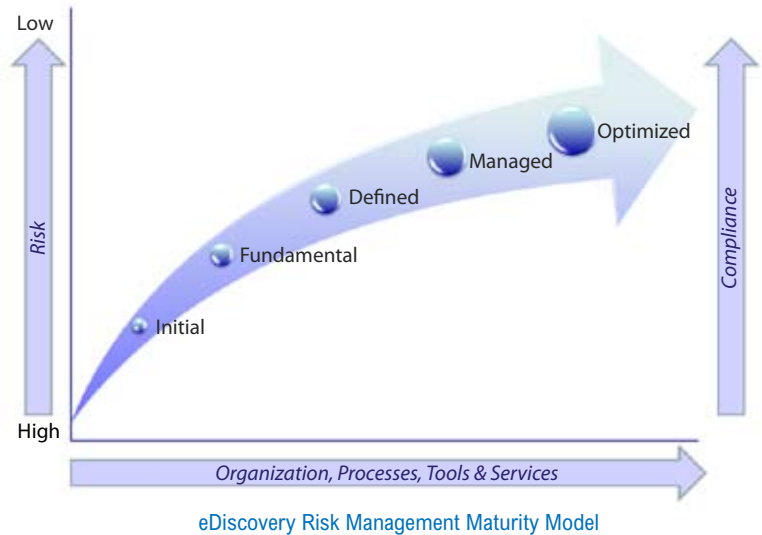 Low
Optimized
Managed
Defined
Risk
Compliance
Fundamental
Initial
High
Organization, Processes, Tools & Services
eDiscovery Risk Management Maturity Model